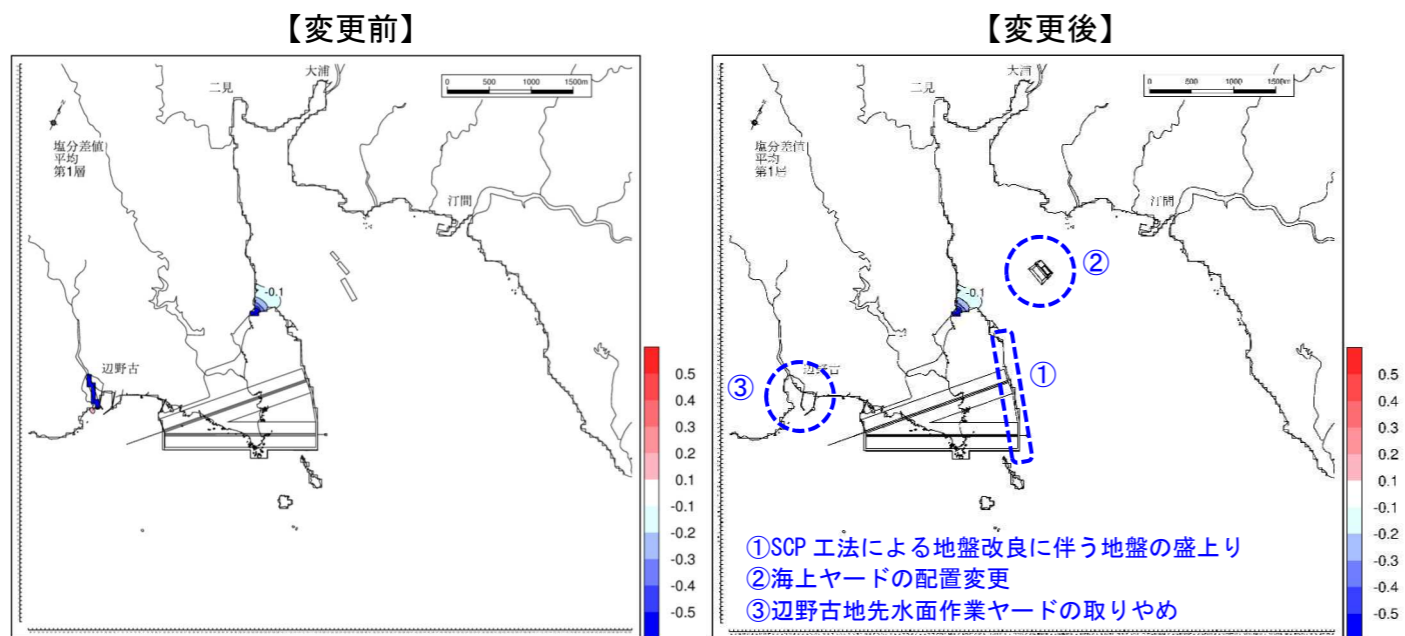 【変更前】
大浦
二見
0 500 1000 1500m
塩分差値
平均
第1層
汀間
-0.1
辺野古
0.5
0.4
0.3
0.2
0.1
-0.1
-0.2
-0.3
-0.4
-0.5
【変更後】
大浦
二見
0 500 1000 1500m
塩分差値
平均
第1層
汀間
②
-0.1
①
③
辺野古
0.5
0.4
0.3
0.2
0.1
-0.1
-0.2
-0.3
-0.4
-0.5
①SCP工法による地盤改良に伴う地盤の盛上り
②海上ヤードの配置変更
③辺野古地先水面作業ヤードの取りやめ